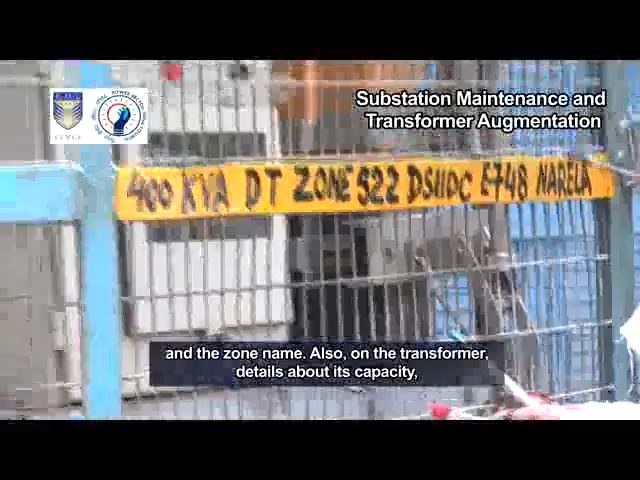 Substation Maintenance and
Transformer Augmentation
400 KVA DT ZONE 522 DSIIDC E748 NARELA
and the zone name. Also, on the transformer,
details about its capacity,